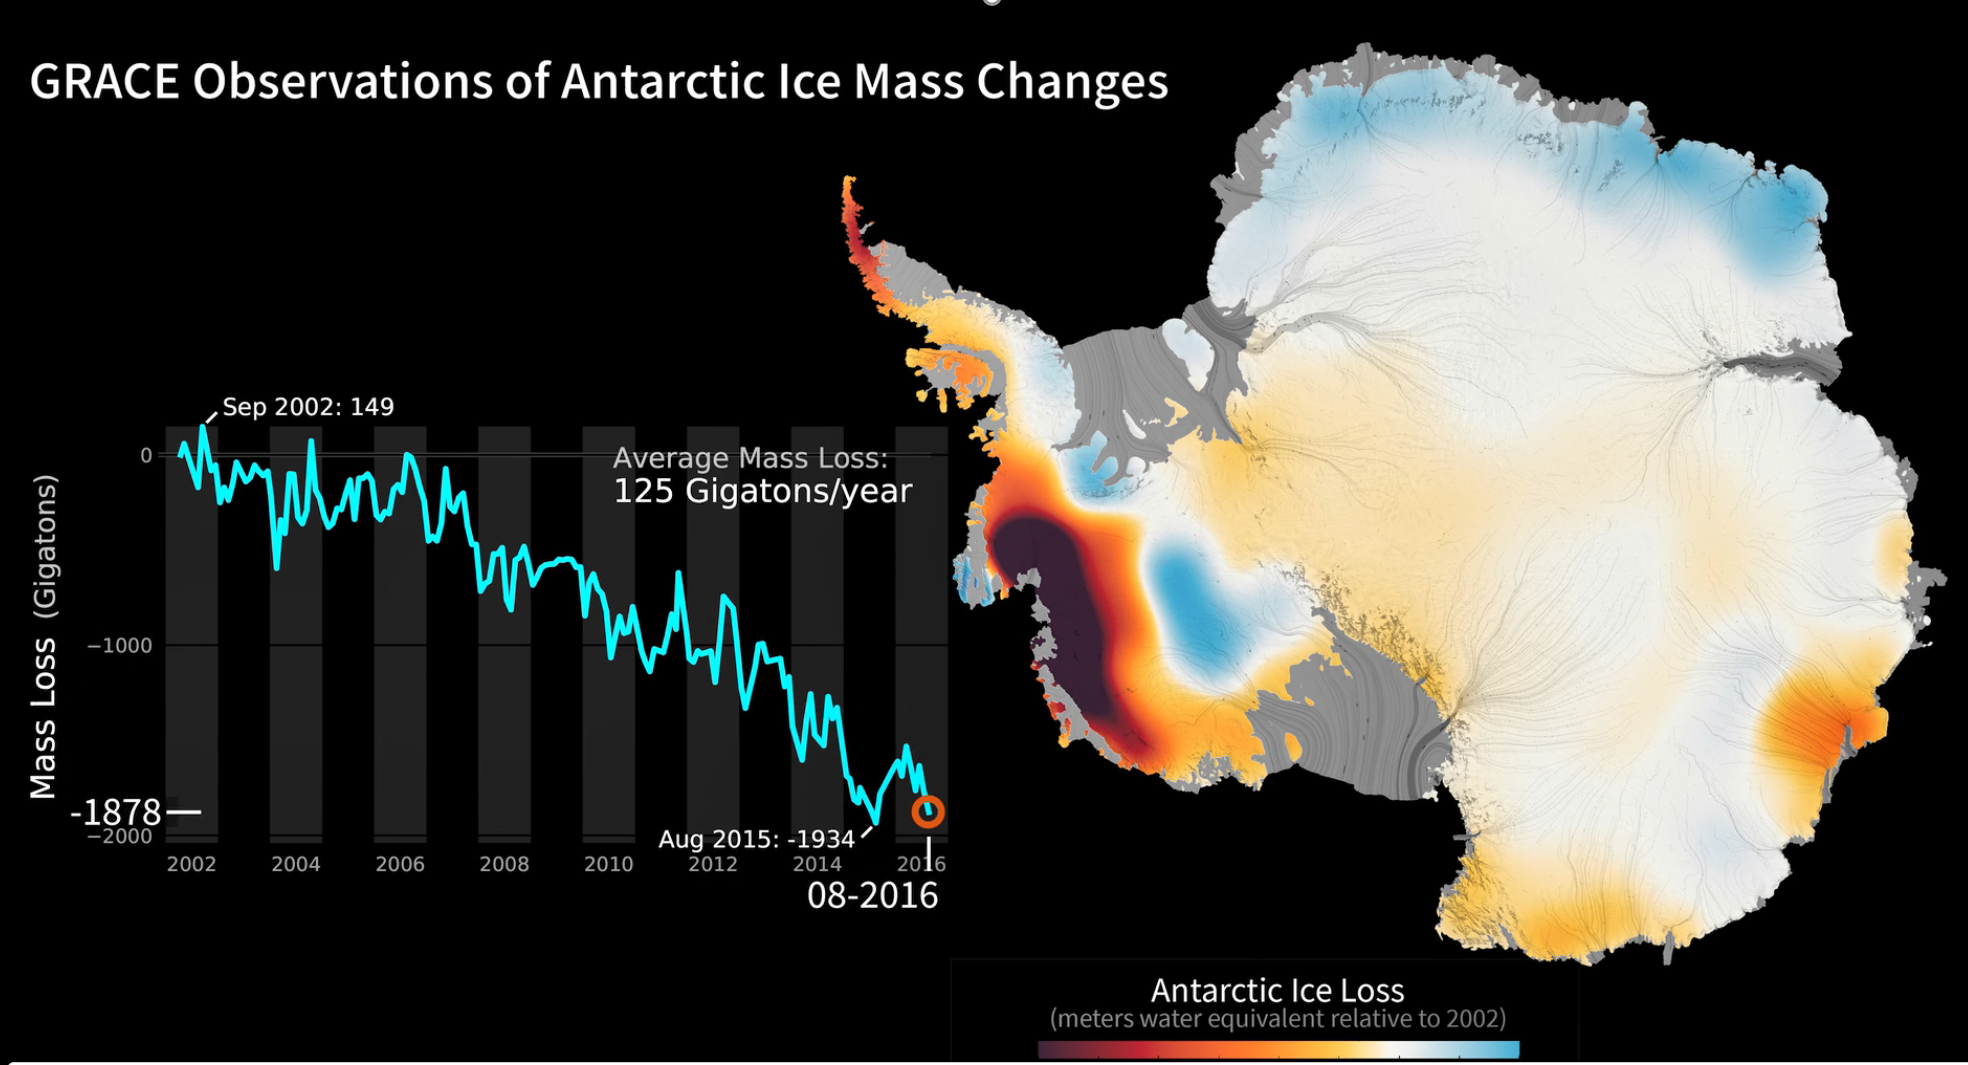 GRACE Observations of Antarctic Ice Mass Changes
Sep 2002: 149
Average Mass Loss:
125 Gigatons/year
Mass Loss (Gigatons)
0
−1000
-1878
−2000
Aug 2015: -1934
2002 2004 2006 2008 2010 2012 2014 2016
08-2016
Antarctic Ice Loss
(meters water equivalent relative to 2002)